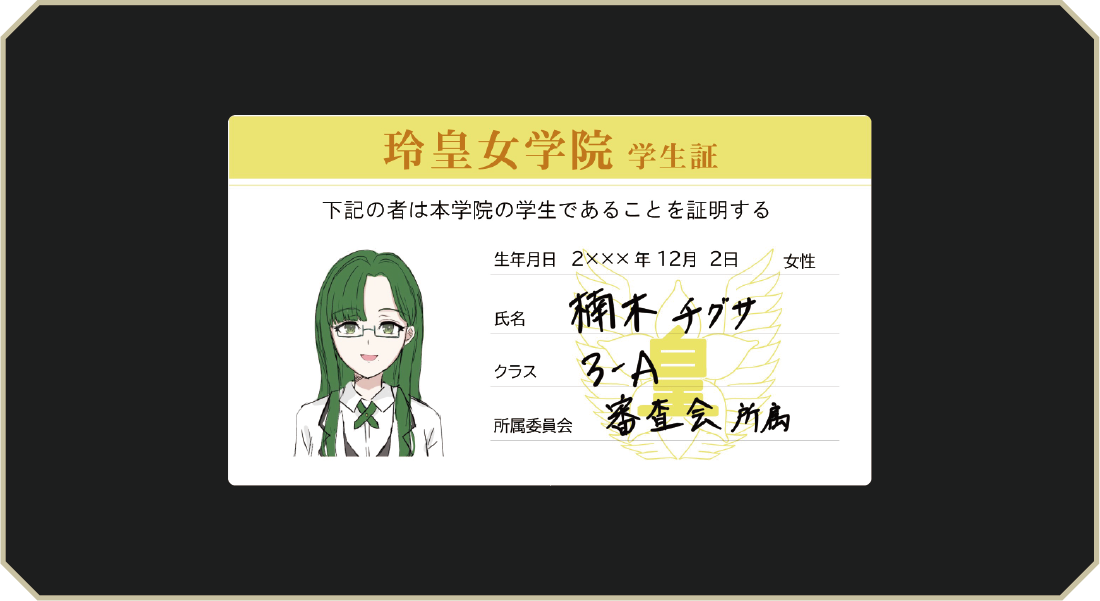 玲皇女学院 学生証
下記の者は本学院の学生であることを証明する
生年月日 2×××年 12月 2日 女性
氏名 楠木 チグサ
クラス 3-A
所属委員会 審査会 所属
皇